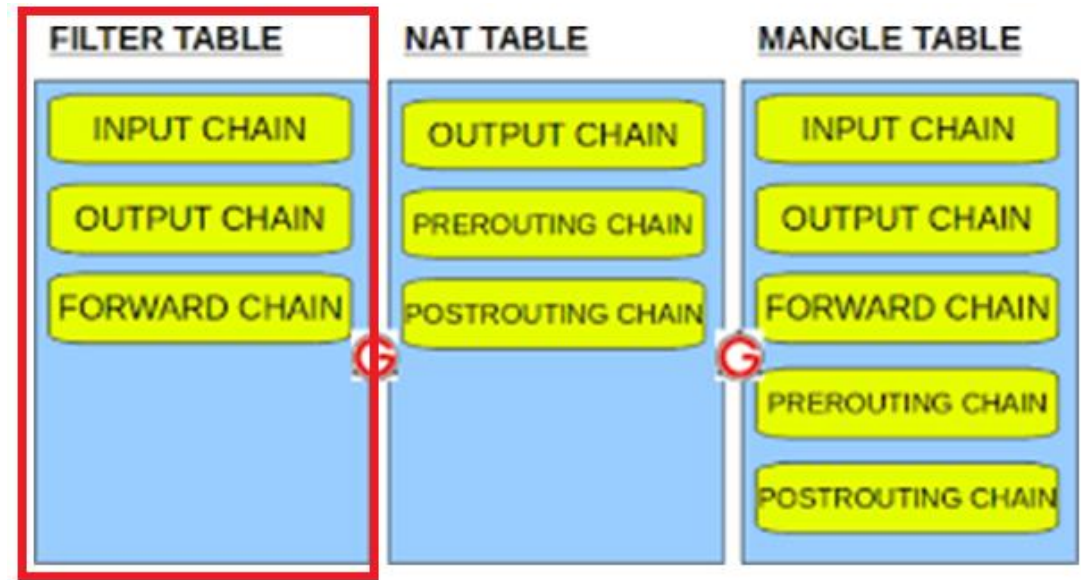 FILTER TABLE
INPUT CHAIN
OUTPUT CHAIN
FORWARD CHAIN
NAT TABLE
OUTPUT CHAIN
PREROUTING CHAIN
POSTROUTING CHAIN
MANGLE TABLE
INPUT CHAIN
OUTPUT CHAIN
FORWARD CHAIN
PREROUTING CHAIN
POSTROUTING CHAIN
G
G